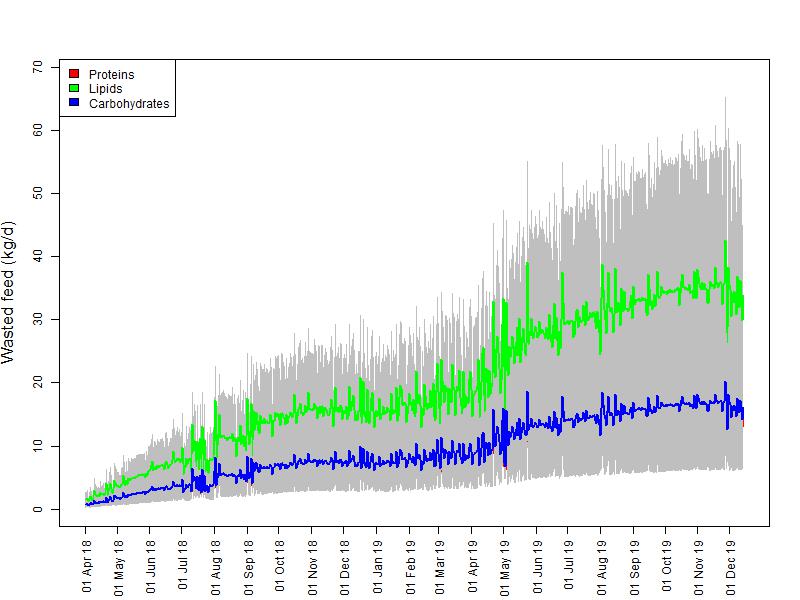 Proteins
Lipids
Carbohydrates
Wasted feed (kg/d)
70
60
50
40
30
20
10
0
01 Apr 18
01 May 18
01 Jun 18
01 Jul 18
01 Aug 18
01 Sep 18
01 Oct 18
01 Nov 18
01 Dec 18
01 Jan 19
01 Feb 19
01 Mar 19
01 Apr 19
01 May 19
01 Jun 19
01 Jul 19
01 Aug 19
01 Sep 19
01 Oct 19
01 Nov 19
01 Dec 19